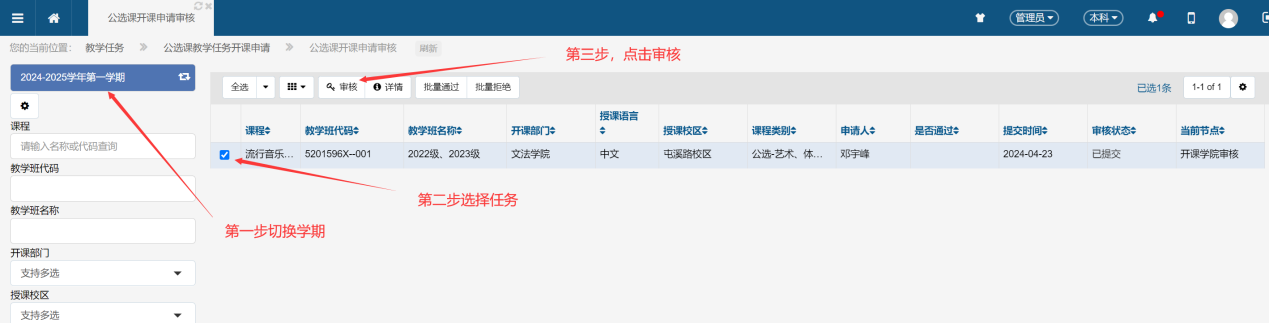 公选课开课申请审核
管理员
本科
您的当前位置: 教学任务 公选课教学任务开课申请 公选课开课申请审核 刷新
第三步，点击审核
2024-2025学年第一学期
全选 审核 详情 批量通过 批量拒绝 已选1条 1-1 of 1
课程
请输入名称或代码查询
教学班代码
教学班名称
开课部门
支持多选
授课校区
支持多选
课程 教学班代码 教学班名称 开课部门 授课语言 授课校区 课程类别 申请人 是否通过 提交时间 审核状态 当前节点
流行音乐... 5201596X--001 2022级、2023级 文法学院 中文 屯溪路校区 公选-艺术、体... 邓宇峰 2024-04-23 已提交 开课学院审核
第二步选择任务
第一步切换学期